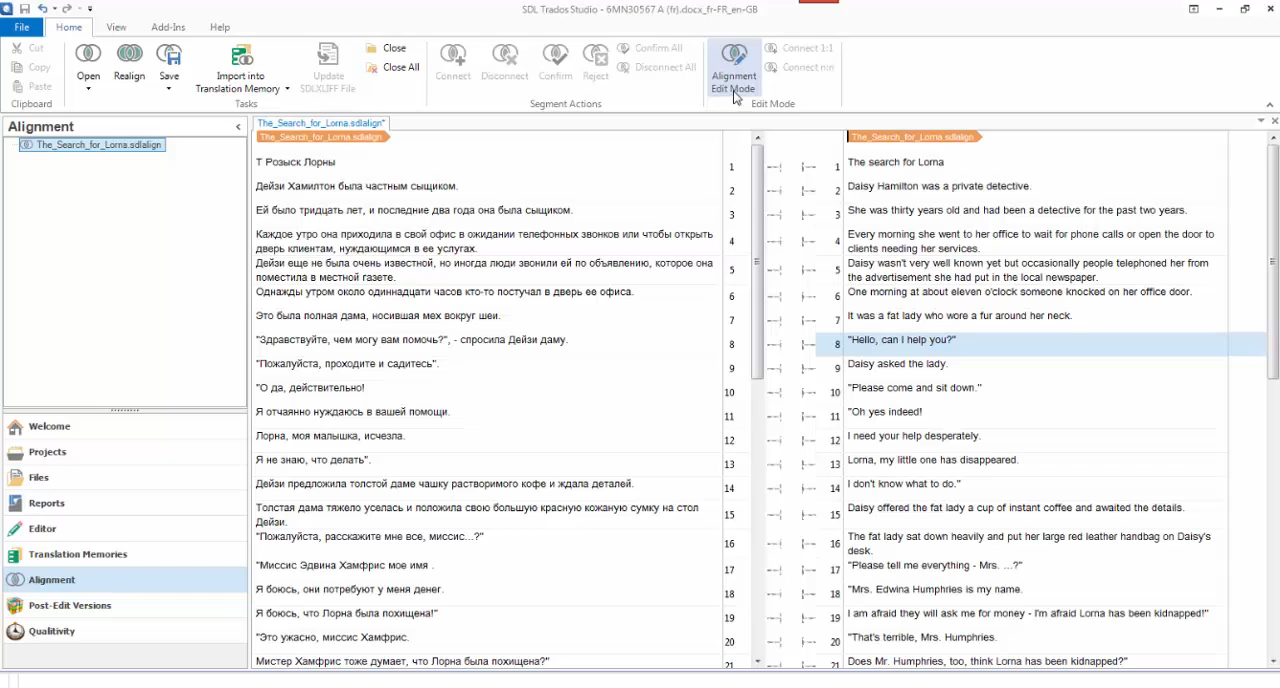 SDL Trados Studio - 6MN30567 A (fr).docx_fr-FR_en-GB
File Home View Add-Ins Help
Cut
Copy
Paste
Clipboard
Open Realign Save Import into Translation Memory Update SDLXLIFF File
Close
Close All
Tasks
Connect Disconnect Confirm Reject
Confirm All
Disconnect All
Segment Actions
Alignment Edit Mode
Connect 1:1
Connect n:n
Edit Mode
Alignment
The_Search_for_Lorna.sdlalign
Welcome
Projects
Files
Reports
Editor
Translation Memories
Alignment
Post-Edit Versions
Qualitivity
The_Search_for_Lorna.sdlalign*
The_Search_for_Lorna.sdlalign
Т Розыск Лорны
1
Дейзи Хамилтон была частным сыщиком.
2
Ей было тридцать лет, и последние два года она была сыщиком.
3
Каждое утро она приходила в свой офис в ожидании телефонных звонков или чтобы открыть
дверь клиентам, нуждающимся в ее услугах.
4
Дейзи еще не была очень известной, но иногда люди звонили ей по объявлению, которое она
поместила в местной газете.
5
Однажды утром около одиннадцати часов кто-то постучал в дверь ее офиса.
6
Это была полная дама, носившая мех вокруг шеи.
7
"Здравствуйте, чем могу вам помочь?", - спросила Дейзи даму.
8
"Пожалуйста, проходите и садитесь".
9
"О да, действительно!
10
Я отчаянно нуждаюсь в вашей помощи.
11
Лорна, моя малышка, исчезла.
12
Я не знаю, что делать".
13
Дейзи предложила толстой даме чашку растворимого кофе и ждала деталей.
14
Толстая дама тяжело уселась и положила свою большую красную кожаную сумку на стол
Дейзи.
15
"Пожалуйста, расскажите мне все, миссис...?"
16
"Миссис Эдвина Хамфрис мое имя .
17
Я боюсь, они потребуют у меня денег.
18
Я боюсь, что Лорна была похищена!"
19
"Это ужасно, миссис Хамфрис.
20
Мистер Хамфрис тоже думает, что Лорна была похищена?"
21
The_Search_for_Lorna.sdlalign
1 The search for Lorna
2 Daisy Hamilton was a private detective.
3 She was thirty years old and had been a detective for the past two years.
4 Every morning she went to her office to wait for phone calls or open the door to
clients needing her services.
5 Daisy wasn't very well known yet but occasionally people telephoned her from
the advertisement she had put in the local newspaper.
6 One morning at about eleven o'clock someone knocked on her office door.
7 It was a fat lady who wore a fur around her neck.
8 "Hello, can I help you?"
9 Daisy asked the lady.
10 "Please come and sit down."
11 "Oh yes indeed!
12 I need your help desperately.
13 Lorna, my little one has disappeared.
14 I don't know what to do."
15 Daisy offered the fat lady a cup of instant coffee and awaited the details.
16 The fat lady sat down heavily and put her large red leather handbag on Daisy's
desk.
17 "Please tell me everything - Mrs. ...?"
18 "Mrs. Edwina Humphries is my name.
19 I am afraid they will ask me for money - I'm afraid Lorna has been kidnapped!"
20 "That's terrible, Mrs. Humphries.
21 Does Mr. Humphries, too, think Lorna has been kidnapped?"